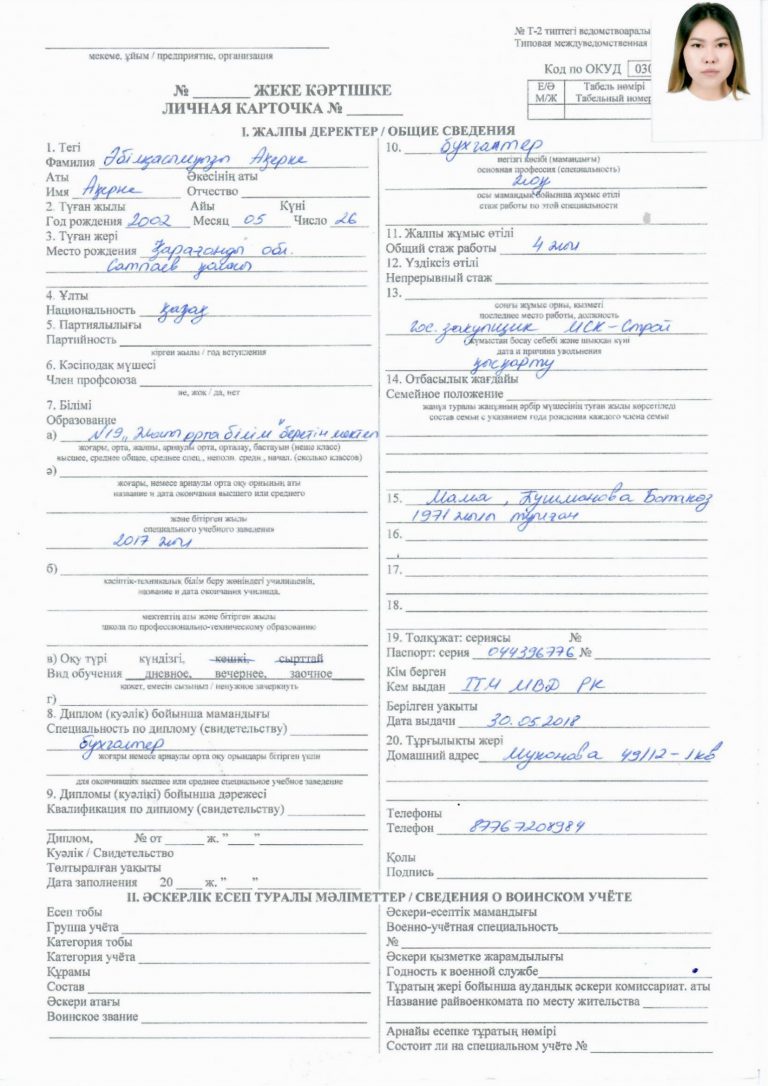 № Т-2 типтегі ведомствоаралы
Типовая междуведомственная
мекеме, ұйым / предприятие, организация
Код по ОКУД 030
Е/Ә Табель нөмірі
М/Ж Табельный номер
№ ЖЕКЕ КӘРТІШКЕ
ЛИЧНАЯ КАРТОЧКА №
I. ЖАЛПЫ ДЕРЕКТЕР / ОБЩИЕ СВЕДЕНИЯ
1. Тегі
Фамилия Әбілқасымқызы Ақерке
Аты Әкесінің аты
Имя Ақерке Отчество
2. Туған жылы Айы Күні
Год рождения 2002 Месяц 05 Число 26
3. Туған жері
Место рождения Қарағанды обл.
Сатпаев қаласы
4. Ұлты
Национальность қазақ
5. Партиялылығы
Партийность
кірген жылы / год вступления
6. Кәсіподақ мүшесі
Член профсоюза
ие, жоқ / да, нет
7. Білімі
Образование
а) №19 "Жалпы орта білім" беретін мектеп
жоғары, орта, жалпы, арнаулы орта, орталау, бастауын (неше класс)
высшее, среднее общее, среднее спец., непозн. средн., начал. (сколько классов)
ә)
жоғары, немесе арнаулы орта оқу орнының аты
название и дата окончания высшего или среднего
және бітірген жылы
специального учебного заведения
2017 жыл
б)
кәсіптік-техникалық білім беру жөніндегі училищенің,
название и дата окончания училища,
мектептің аты және бітірген жылы
школа по профессионально-техническому образованию
в) Оқу түрі күндізгі, кешкі, сырттай
Вид обучения дневное, вечернее, заочное
қажет, емесін сызыңыз / ненужное зачеркнуть
г)
8. Диплом (куәлік) бойынша мамандығы
Специальность по диплому (свидетельству)
бухгалтер
жоғары немесе арнаулы орта оқу орындары бітірген үшін
для окончивших высшее или среднее специальное учебное заведение
9. Дипломы (куәлікі) бойынша дәрежесі
Квалификация по диплому (свидетельству)
Диплом, № от ж. ” ”
Куәлік / Свидетельство
Толтыралған уақыты
Дата заполнения 20 ж. ” ”
10. бухгалтер
негізгі кәсібі (мамандығы)
основная профессия (специальность)
жоқ
осы мамандық бойынша жұмыс өтілі
стаж работы по этой специальности
11. Жалпы жұмыс өтілі
Общий стаж работы 4 жыл
12. Үздіксіз өтілі
Непрерывный стаж
13.
соңғы жұмыс орны, қызметі
последнее место работы, должность
гос. закупщик МСК-Строй
жұмыстан босау себебі және шыққан күні
дата и причина увольнения
қысқарту
14. Отбасылық жағдайы
Семейное положение
жанұя туралы жанұяның әрбір мүшесінің туған жылы көрсетіледі
состав семьи с указанием года рождения каждого члена семьи
15. Мама, Тушманова Ботакоз
1971 жылы туылған
16.
17.
18.
19. Толқұжат: сериясы №
Паспорт: серия 044396776 №
Кім берген
Кем выдан ІІМ МВД РК
Берілген уақыты
Дата выдачи 30.05.2018
20. Тұрғылықты жері
Домашний адрес Муканова 49/12-1 кв
Телефоны
Телефон 87767208984
Қолы
Подпись
II. ӘСКЕРЛІК ЕСЕП ТУРАЛЫ МӘЛІМЕТТЕР / СВЕДЕНИЯ О ВОИНСКОМ УЧЁТЕ
Есеп тобы
Группа учёта
Категория тобы
Категория учёта
Құрамы
Состав
Әскери атағы
Воинское звание
Әскери-есептік мамандығы
Военно-учётная специальность
№
Әскери қызметке жарамдылығы
Годность к военной службе
Тұратың жері бойынша аудандық әскери комиссариат. аты
Название райвоенкомата по месту жительства
Арнайы есепке тұратың нөмірі
Состоит ли на специальном учёте №